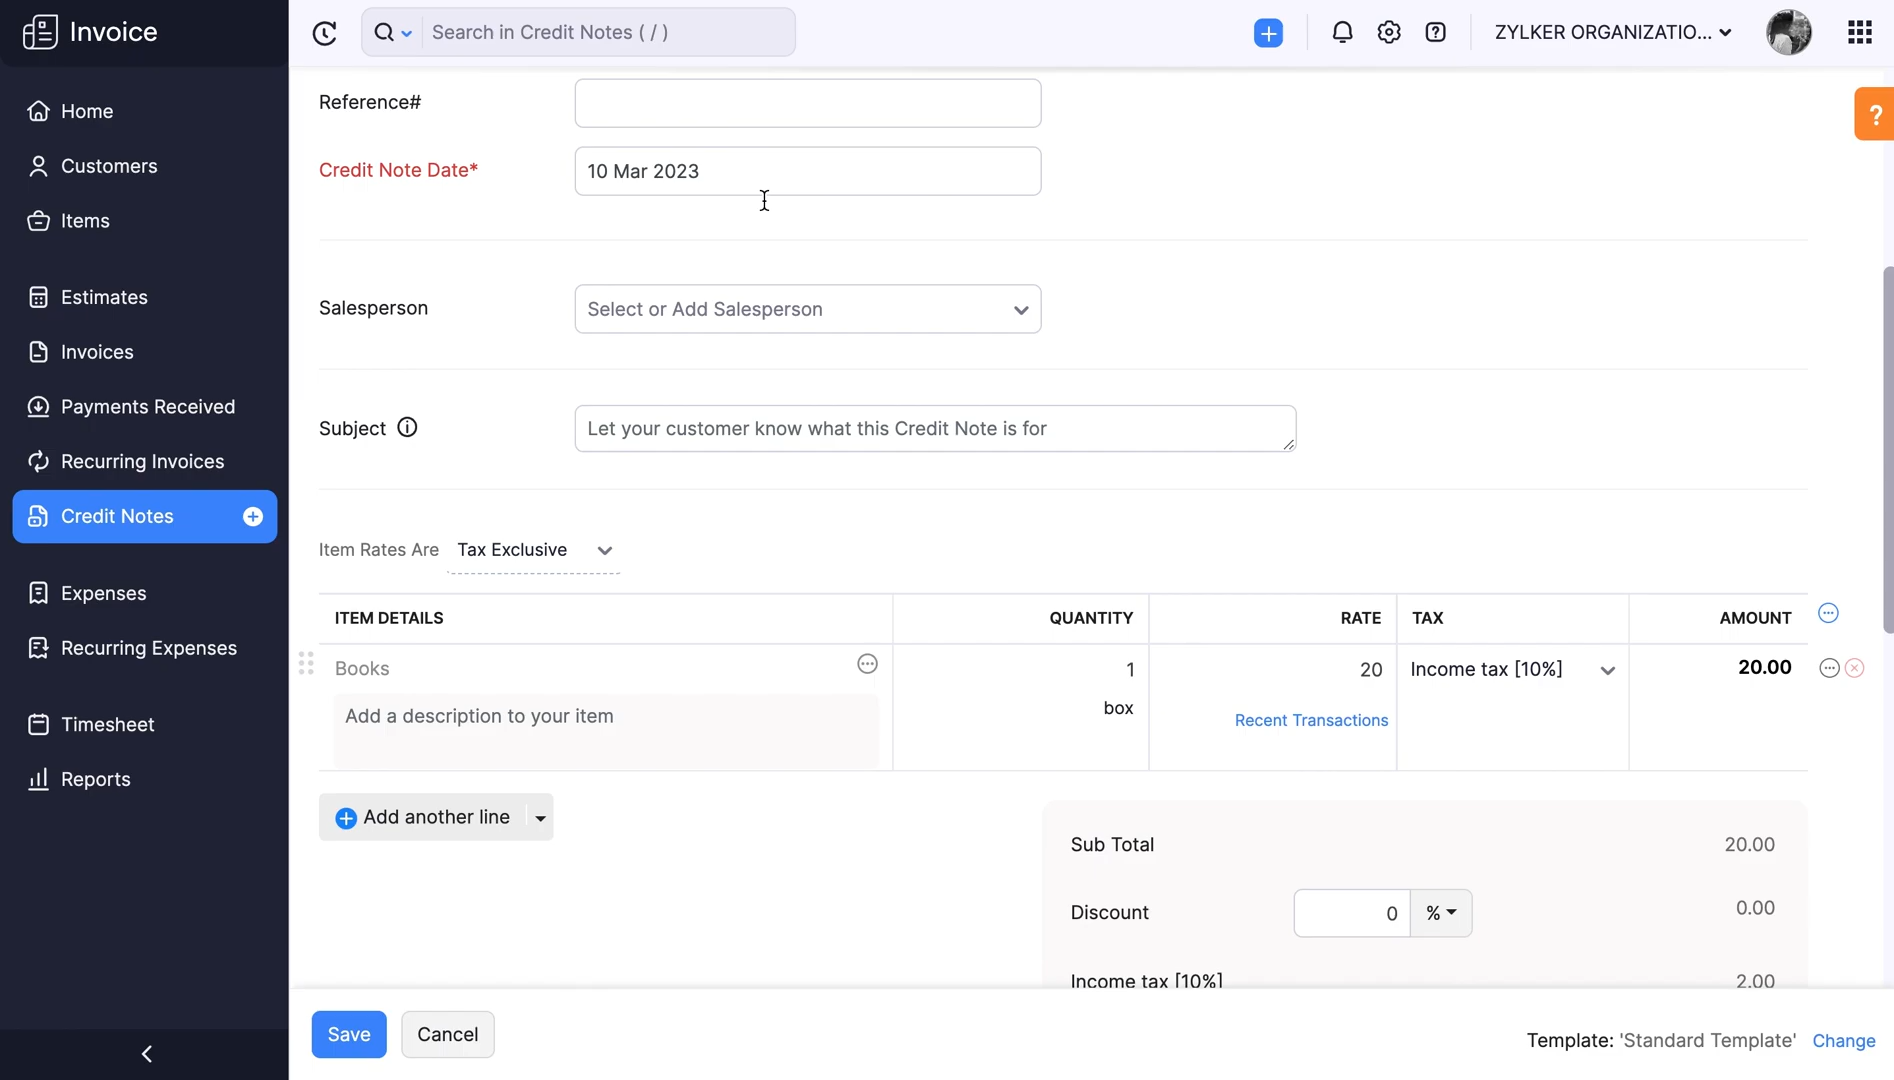 Invoice
Search in Credit Notes ( / )
ZYLKER ORGANIZATIO...
Home
Customers
Items
Estimates
Invoices
Payments Received
Recurring Invoices
Credit Notes
Expenses
Recurring Expenses
Timesheet
Reports
Reference#
Credit Note Date*
10 Mar 2023
?
Salesperson
Select or Add Salesperson
Subject
Let your customer know what this Credit Note is for
Item Rates Are Tax Exclusive
ITEM DETAILS QUANTITY RATE TAX AMOUNT
Books 1 20 Income tax [10%] 20.00
Add a description to your item box Recent Transactions
Add another line
Sub Total 20.00
Discount 0 % 0.00
Income tax [10%] 2.00
Save Cancel
Template: 'Standard Template' Change